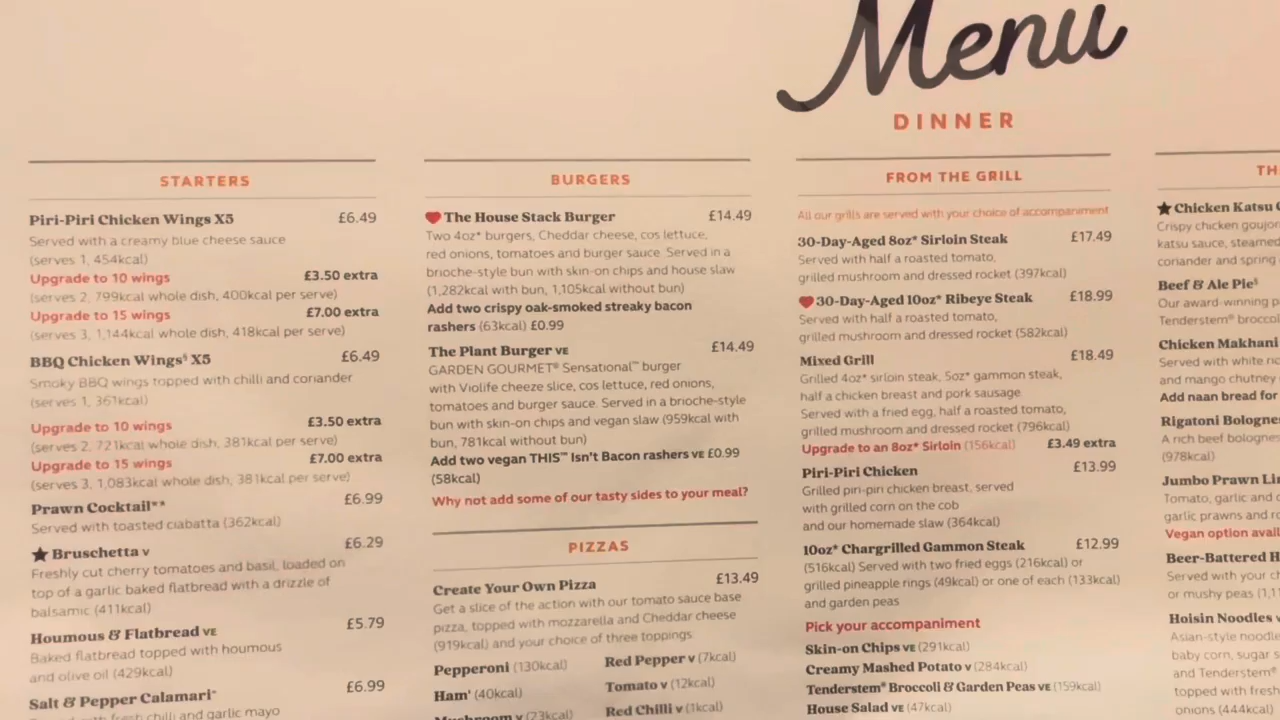 Menu
DINNER
STARTERS
Piri-Piri Chicken Wings X5 £6.49
Served with a creamy blue cheese sauce
(serves 1, 454kcal)
Upgrade to 10 wings £3.50 extra
(serves 2, 799kcal whole dish, 400kcal per serve)
Upgrade to 15 wings £7.00 extra
(serves 3, 1,144kcal whole dish, 418kcal per serve)
BBQ Chicken Wings§ X5 £6.49
Smoky BBQ wings topped with chilli and coriander
(serves 1, 361kcal)
Upgrade to 10 wings £3.50 extra
(serves 2, 721kcal whole dish, 381kcal per serve)
Upgrade to 15 wings £7.00 extra
(serves 3, 1,083kcal whole dish, 381kcal per serve)
Prawn Cocktail** £6.99
Served with toasted ciabatta (362kcal)
★ Bruschetta v £6.29
Freshly cut cherry tomatoes and basil, loaded on
top of a garlic baked flatbread with a drizzle of
balsamic (411kcal)
Houmous & Flatbread VE £5.79
Baked flatbread topped with houmous
and olive oil (429kcal)
Salt & Pepper Calamari £6.99
with fresh chilli and garlic mayo
BURGERS
The House Stack Burger £14.49
Two 4oz* burgers, Cheddar cheese, cos lettuce,
red onions, tomatoes and burger sauce. Served in a
brioche-style bun with skin-on chips and house slaw
(1,282kcal with bun, 1,105kcal without bun)
Add two crispy oak-smoked streaky bacon
rashers (63kcal) £0.99
The Plant Burger VE £14.49
GARDEN GOURMET® Sensational™ burger
with Violife cheeze slice, cos lettuce, red onions,
tomatoes and burger sauce. Served in a brioche-style
bun with skin-on chips and vegan slaw (959kcal with
bun, 781kcal without bun)
Add two vegan THIS™ Isn't Bacon rashers VE £0.99
(58kcal)
Why not add some of our tasty sides to your meal?
PIZZAS
Create Your Own Pizza £13.49
Get a slice of the action with our tomato sauce base
pizza, topped with mozzarella and Cheddar cheese
(919kcal) and your choice of three toppings
Pepperoni (130kcal) Red Pepper v (7kcal)
Ham' (40kcal) Tomato v (12kcal)
Mushroom v (23kcal) Red Chilli v (1kcal)
FROM THE GRILL
All our grills are served with your choice of accompaniment
30-Day-Aged 8oz* Sirloin Steak £17.49
Served with half a roasted tomato,
grilled mushroom and dressed rocket (397kcal)
30-Day-Aged 10oz* Ribeye Steak £18.99
Served with half a roasted tomato,
grilled mushroom and dressed rocket (582kcal)
Mixed Grill £18.49
Grilled 4oz* sirloin steak, 5oz* gammon steak,
half a chicken breast and pork sausage
Served with a fried egg, half a roasted tomato,
grilled mushroom and dressed rocket (796kcal)
Upgrade to an 8oz* Sirloin (156kcal) £3.49 extra
Piri-Piri Chicken £13.99
Grilled piri-piri chicken breast, served
with grilled corn on the cob
and our homemade slaw (364kcal)
10oz* Chargrilled Gammon Steak £12.99
(516kcal) Served with two fried eggs (216kcal) or
grilled pineapple rings (49kcal) or one of each (133kcal)
and garden peas
Pick your accompaniment
Skin-on Chips VE (291kcal)
Creamy Mashed Potato v (284kcal)
Tenderstem® Broccoli & Garden Peas VE (159kcal)
House Salad VE (47kcal)
TH
★ Chicken Katsu
Crispy chicken goujon
katsu sauce, steamed
coriander and spring
Beef & Ale Pie§
Our award-winning p
Tenderstem® broccol
Chicken Makhani
Served with white ric
and mango chutney
Add naan bread for
Rigatoni Bologne
A rich beef bolognes
(978kcal)
Jumbo Prawn Li
Tomato, garlic and c
garlic prawns and ro
Vegan option avail
Beer-Battered H
Served with your ch
or mushy peas (1,11
Hoisin Noodles v
Asian-style noodle
baby corn, sugar s
and Tenderstem®
topped with fresh
onions (444kcal)